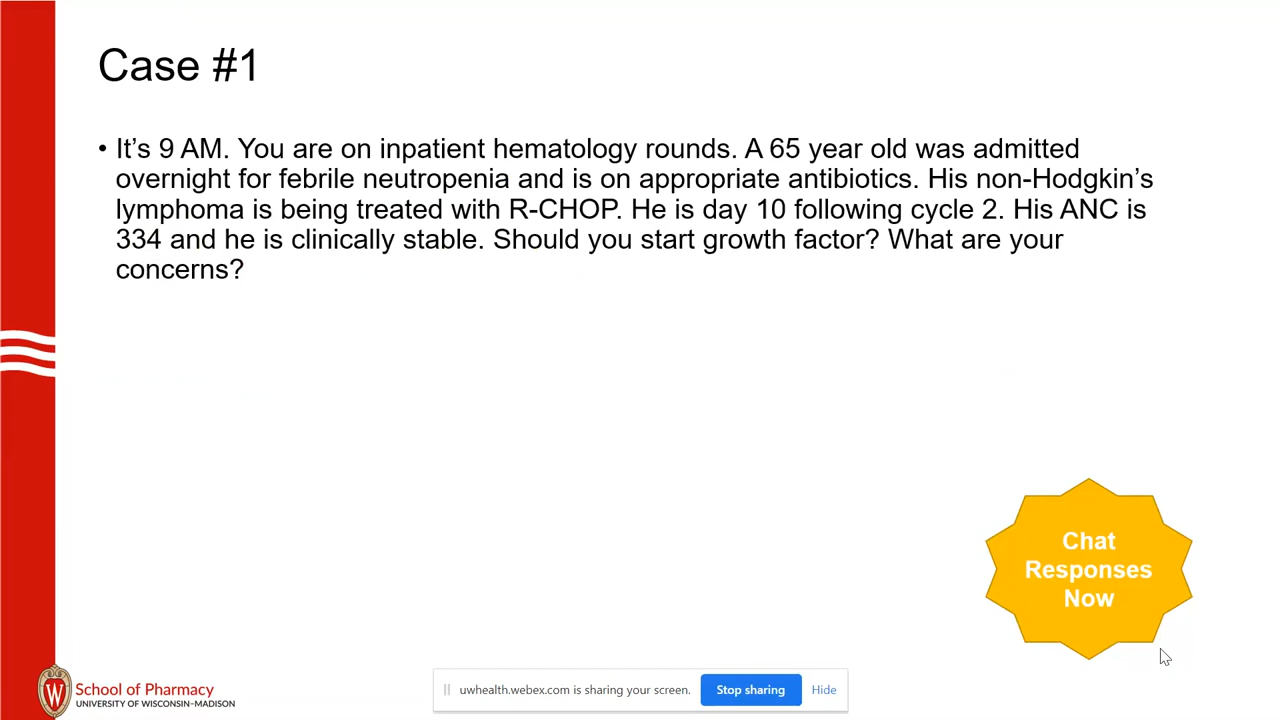 Case #1
• It’s 9 AM. You are on inpatient hematology rounds. A 65 year old was admitted
overnight for febrile neutropenia and is on appropriate antibiotics. His non-Hodgkin’s
lymphoma is being treated with R-CHOP. He is day 10 following cycle 2. His ANC is
334 and he is clinically stable. Should you start growth factor? What are your
concerns?
Chat
Responses
Now
W
School of Pharmacy
UNIVERSITY OF WISCONSIN–MADISON
uwhealth.webex.com is sharing your screen.
Stop sharing
Hide